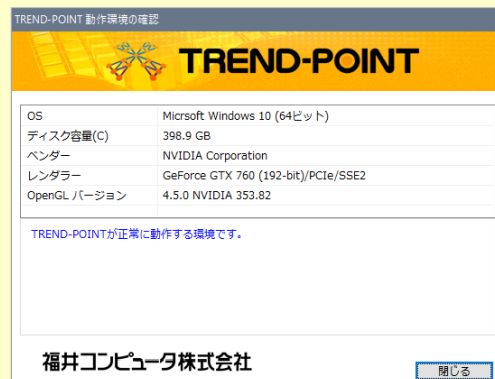 TREND-POINT 動作環境の確認
TREND-POINT
OS Micrsoft Windows 10 (64ビット)
ディスク容量(C) 398.9 GB
ベンダー NVIDIA Corporation
レンダラー GeForce GTX 760 (192-bit)/PCIe/SSE2
OpenGL バージョン 4.5.0 NVIDIA 353.82
TREND-POINTが正常に動作する環境です。
福井コンピュータ株式会社
閉じる